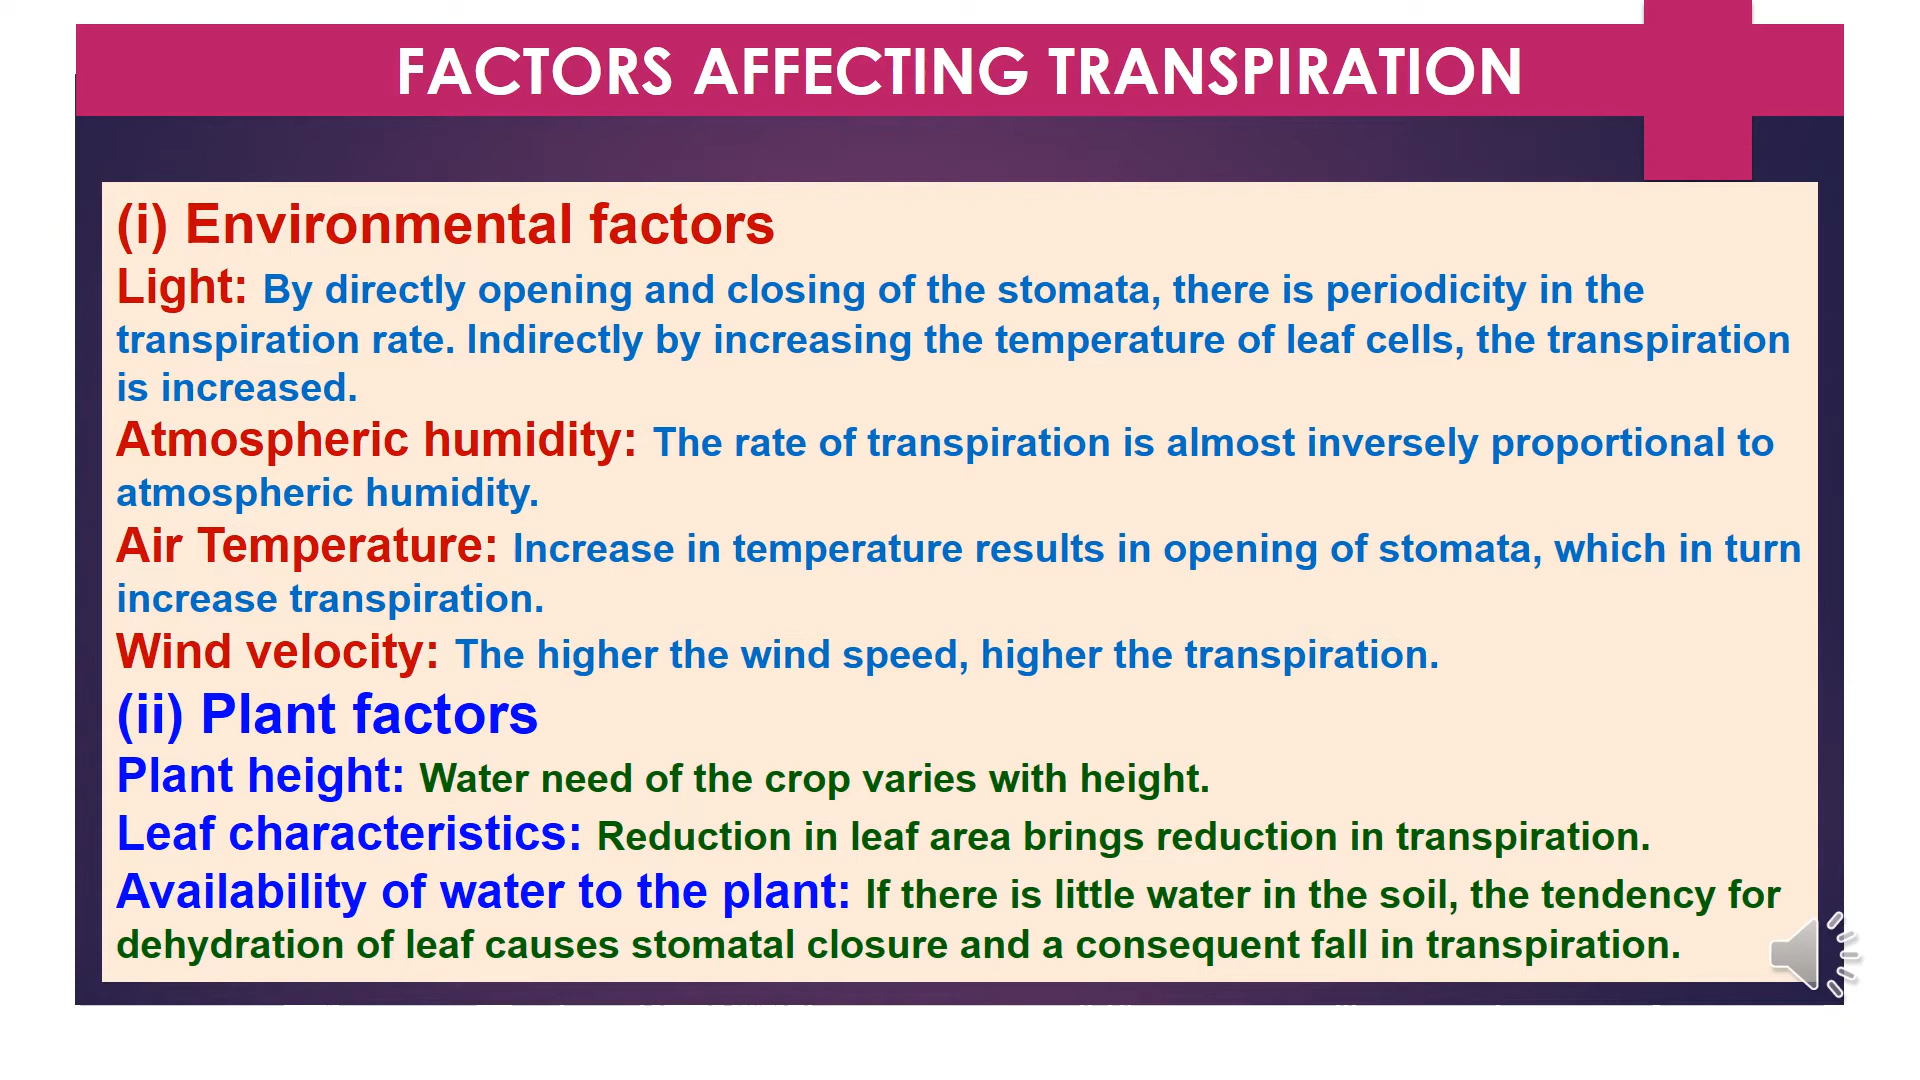 FACTORS AFFECTING TRANSPIRATION
(i) Environmental factors
Light: By directly opening and closing of the stomata, there is periodicity in the
transpiration rate. Indirectly by increasing the temperature of leaf cells, the transpiration
is increased.
Atmospheric humidity: The rate of transpiration is almost inversely proportional to
atmospheric humidity.
Air Temperature: Increase in temperature results in opening of stomata, which in turn
increase transpiration.
Wind velocity: The higher the wind speed, higher the transpiration.
(ii) Plant factors
Plant height: Water need of the crop varies with height.
Leaf characteristics: Reduction in leaf area brings reduction in transpiration.
Availability of water to the plant: If there is little water in the soil, the tendency for
dehydration of leaf causes stomatal closure and a consequent fall in transpiration.